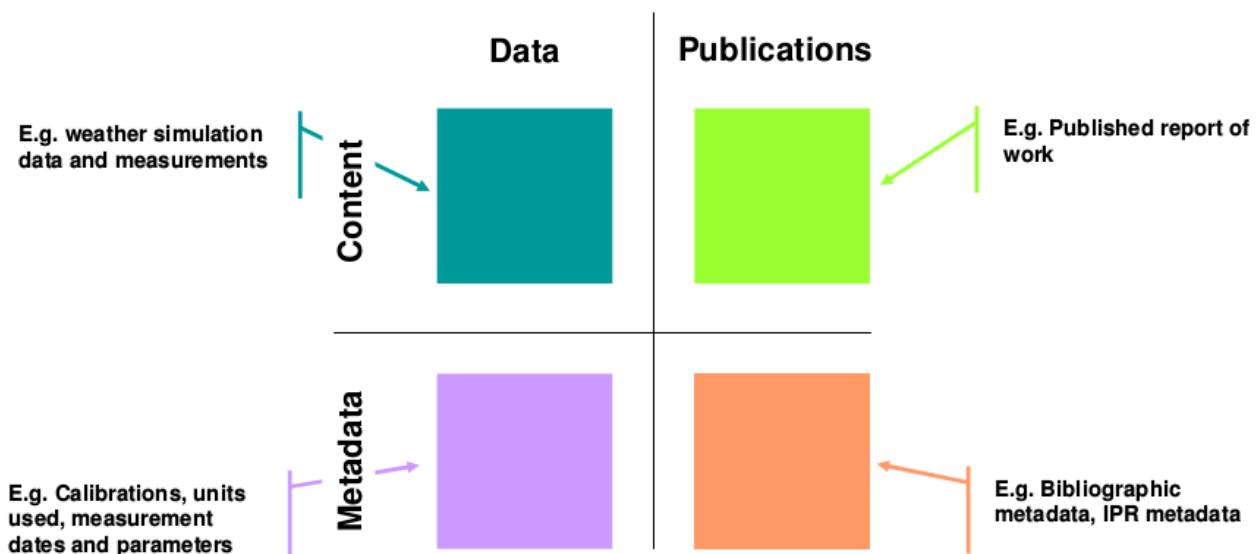 Data
Publications
E.g. weather simulation
data and measurements
Content
E.g. Published report of
work
Metadata
E.g. Calibrations, units
used, measurement
dates and parameters
E.g. Bibliographic
metadata, IPR metadata